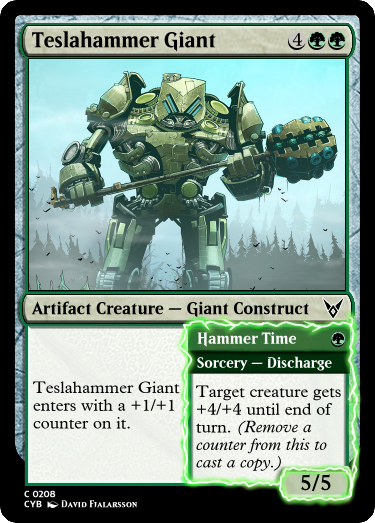 Teslahammer Giant 4
Artifact Creature — Giant Construct
Teslahammer Giant
enters with a +1/+1
counter on it.
Hammer Time
Sorcery — Discharge
Target creature gets
+4/+4 until end of
turn. (Remove a
counter from this to
cast a copy.)
5/5
C 0208
CYB DAVID FJALARSSON